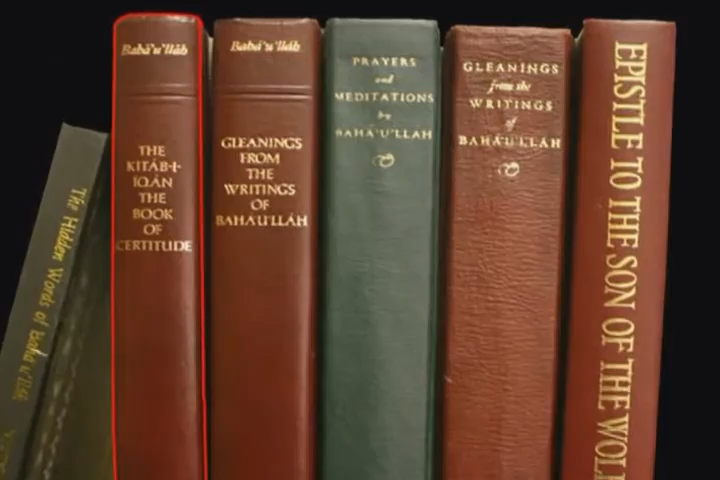 The Hidden Words of Bahá'u'lláh
Bahá'u'lláh
THE
KITÁB-I-
ÍQÁN
THE
BOOK
OF
CERTITUDE
Bahá'u'lláh
GLEANINGS
FROM
THE
WRITINGS
OF
BAHÁ'U'LLÁH
PRAYERS
and
MEDITATIONS
by
BAHÁ'U'LLÁH
GLEANINGS
from the
WRITINGS
of
BAHÁ'U'LLÁH
EPISTLE TO THE SON OF THE WOLF